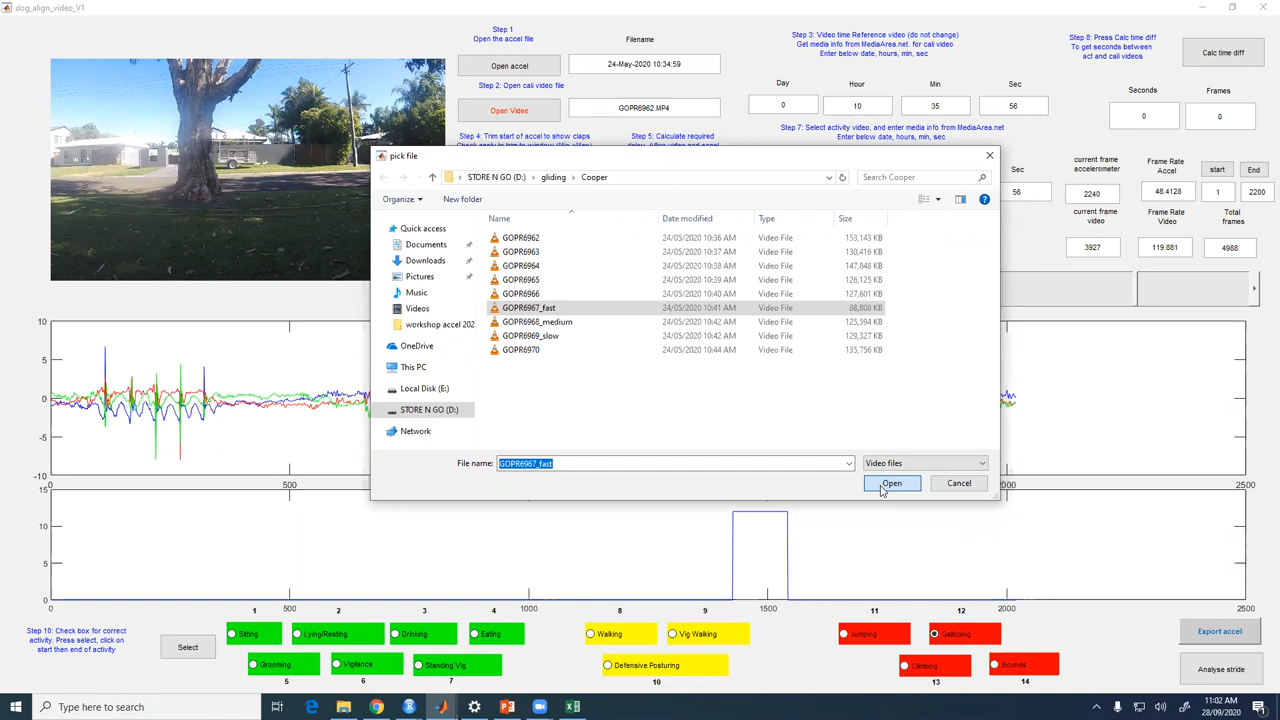 dog_align_video_V1
Step 1
Open the accel file
Filename
Open accel
24-May-2020 10:34:59
Step 2: Open cali video file
Open Video
GOPR6962.MP4
Step 4: Trim start of accel to show claps
Step 5: Calculate required
Step 3: Video time Reference video (do not change)
Get media info from MediaArea.net. for cali video
Enter below date, hours, min, sec
Day
Hour
Min
Sec
0
10
35
56
Step 7: Select activity video, and enter media info from MediaArea.net
Enter below date, hours, min, sec
Step 8: Press Calc time diff
To get seconds between
act and cali videos
Calc time diff
Seconds
Frames
0
0
Sec
56
current frame
accelerometer
2240
current frame
video
3927
Frame Rate
Accel
48.4128
Frame Rate
Video
119.881
start
End
1
2200
Total
frames
4988
pick file
STORE N GO (D:)
gliding
Cooper
Search Cooper
Organize
New folder
Quick access
Documents
Downloads
Pictures
Music
Videos
workshop accel 202
OneDrive
This PC
Local Disk (E:)
STORE N GO (D:)
Network
Name
Date modified
Type
Size
GOPR6962 24/05/2020 10:36 AM Video File 153,143 KB
GOPR6963 24/05/2020 10:37 AM Video File 130,416 KB
GOPR6964 24/05/2020 10:38 AM Video File 147,848 KB
GOPR6965 24/05/2020 10:39 AM Video File 126,125 KB
GOPR6966 24/05/2020 10:40 AM Video File 127,601 KB
GOPR6967_fast 24/05/2020 10:41 AM Video File 88,808 KB
GOPR6968_medium 24/05/2020 10:42 AM Video File 125,594 KB
GOPR6969_slow 24/05/2020 10:42 AM Video File 129,327 KB
GOPR6970 24/05/2020 10:44 AM Video File 135,756 KB
File name:
GOPR6967_fast
Video files
Open
Cancel
10
5
0
-5
-10
0
500
2000
2500
15
10
5
0
0
500
1000
1500
2000
2500
Step 10: Check box for correct
activity. Press select, click on
start then end of activity
Select
1 2 3 4 8 9 11 12
Sitting
Lying/Resting
Drinking
Eating
Walking
Vig Walking
Jumping
Galloping
Grooming
Vigilance
Standing Vig
Defensive Posturing
Climbing
Bounds
5 6 7 10 13 14
Export accel
Analyse stride
Type here to search
11:02 AM
28/09/2020